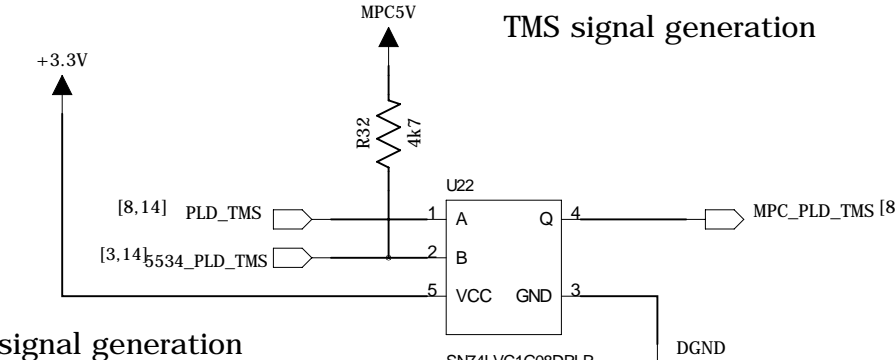 MPC5V
TMS signal generation
+3.3V
R32
4k7
U22
[8,14] PLD_TMS
1 A Q 4
MPC_PLD_TMS [8
[3,14] 5534_PLD_TMS
2 B
5 VCC GND 3
signal generation
DGND